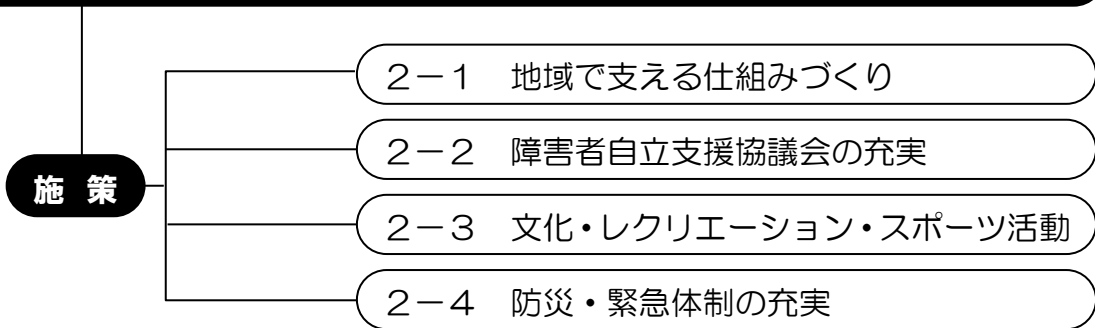 2－1　地域で支える仕組みづくり
2－2　障害者自立支援協議会の充実
施 策
2－3　文化・レクリエーション・スポーツ活動
2－4　防災・緊急体制の充実